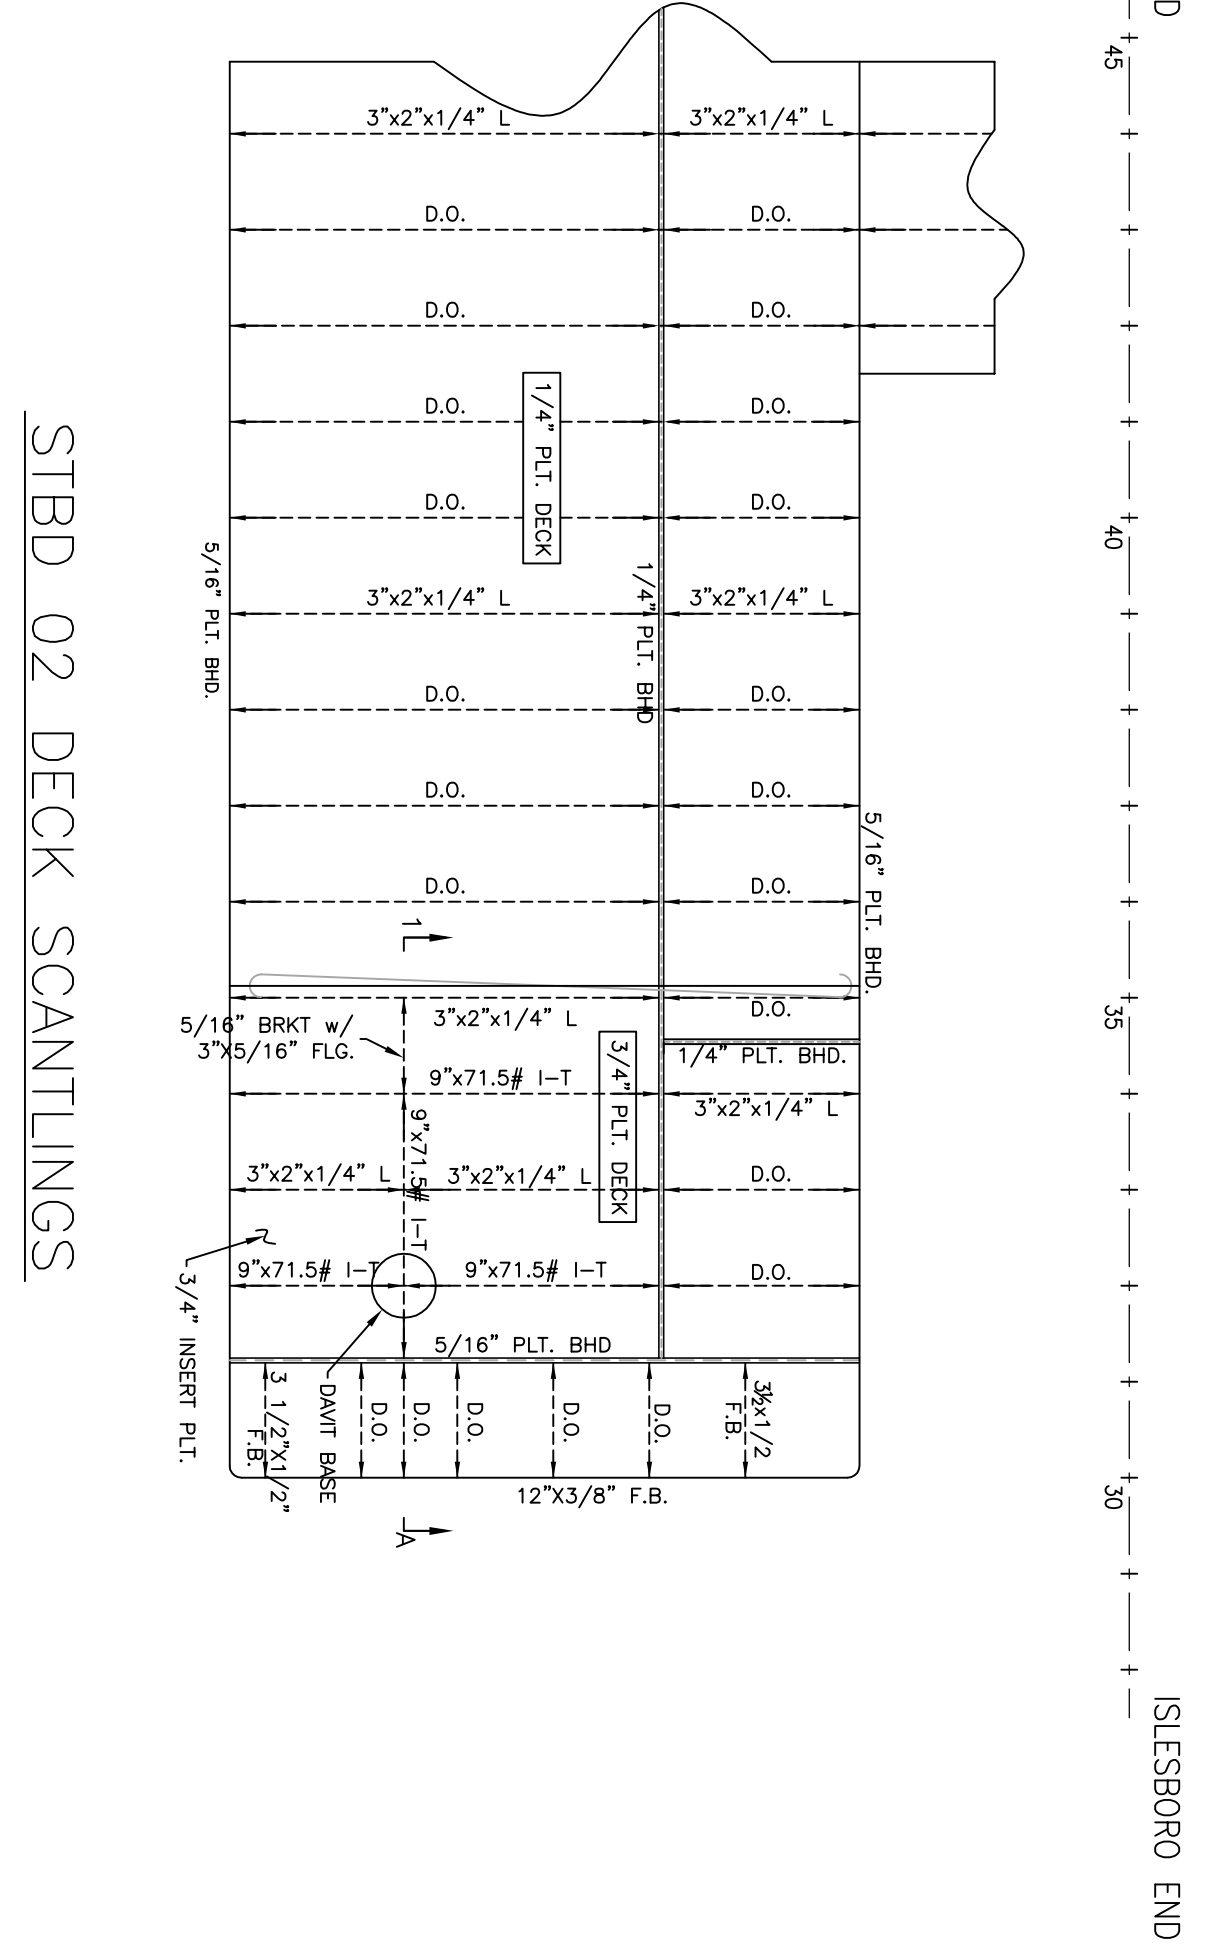 D
45
3"x2"x1/4" L
3"x2"x1/4" L
D.O.
D.O.
D.O.
D.O.
D.O.
D.O.
1/4" PLT. DECK
D.O.
D.O.
40
5/16" PLT. BHD.
1/4" PLT. BHD
3"x2"x1/4" L
3"x2"x1/4" L
D.O.
D.O.
D.O.
D.O.
5/16" PLT. BHD.
D.O.
D.O.
1
35
3"x2"x1/4" L
D.O.
5/16" BRKT w/
3"X5/16" FLG.
3/4" PLT. DECK
1/4" PLT. BHD.
9"x71.5# I-T
3"x2"x1/4" L
9"x71.5# I-T
3"x2"x1/4" L
3"x2"x1/4" L
D.O.
9"x71.5# I-T
9"x71.5# I-T
D.O.
3/4" INSERT PLT.
5/16" PLT. BHD
DAVIT BASE
3 1/2"X1/2"
F.B.
D.O.
D.O.
D.O.
D.O.
D.O.
3½x1/2
F.B.
12"X3/8" F.B.
30
A
ISLESBORO END
STBD 02 DECK SCANTLINGS